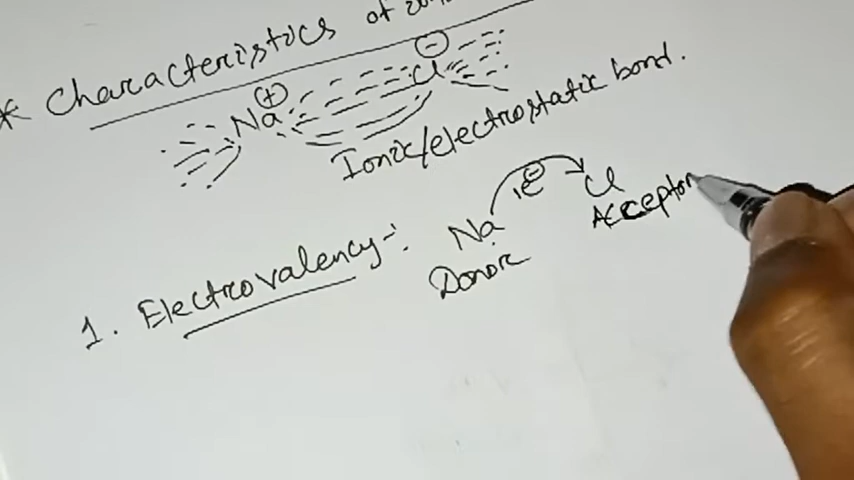 * Characteristics of
Na⊕ Cl⊖
Ionic/electrostatic bond.
1. Electrovalency-: Na 1e⊖ Cl
Donor Acceptor